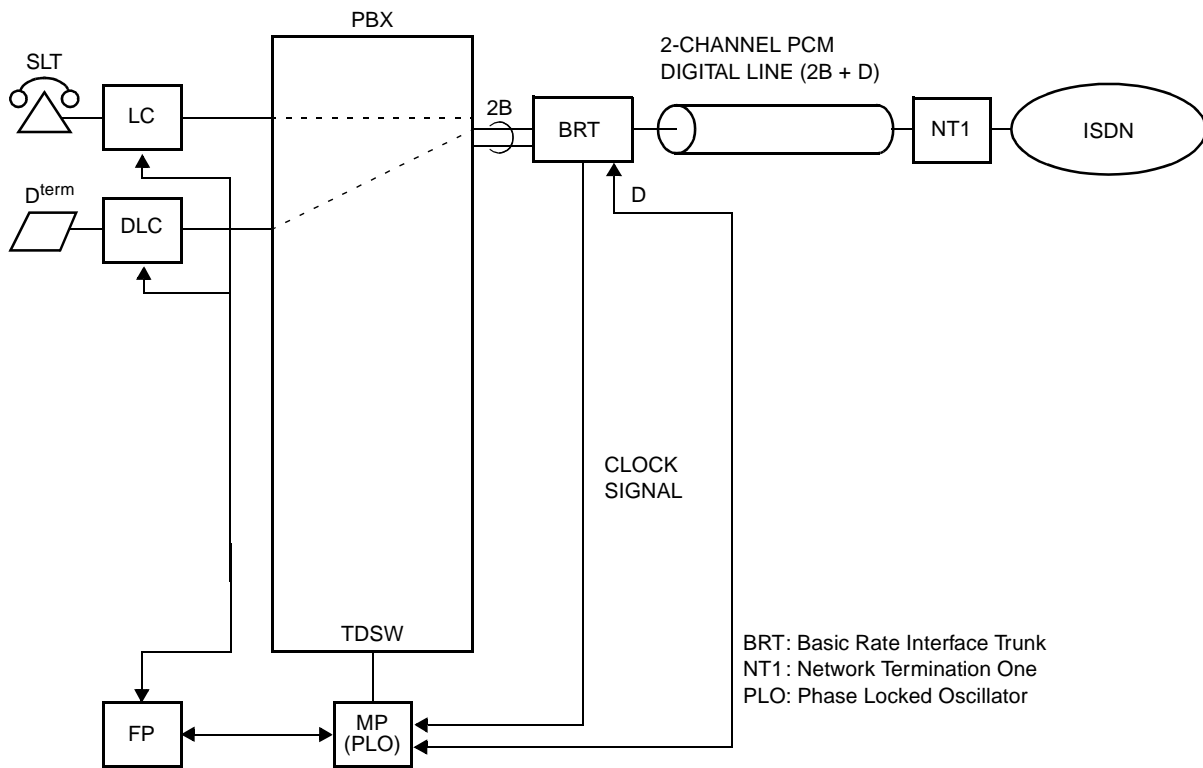 PBX
2-CHANNEL PCM
DIGITAL LINE (2B + D)
SLT
LC
2B
BRT
NT1
ISDN
Dterm
DLC
D
CLOCK
SIGNAL
TDSW
BRT: Basic Rate Interface Trunk
NT1: Network Termination One
PLO: Phase Locked Oscillator
FP
MP
(PLO)